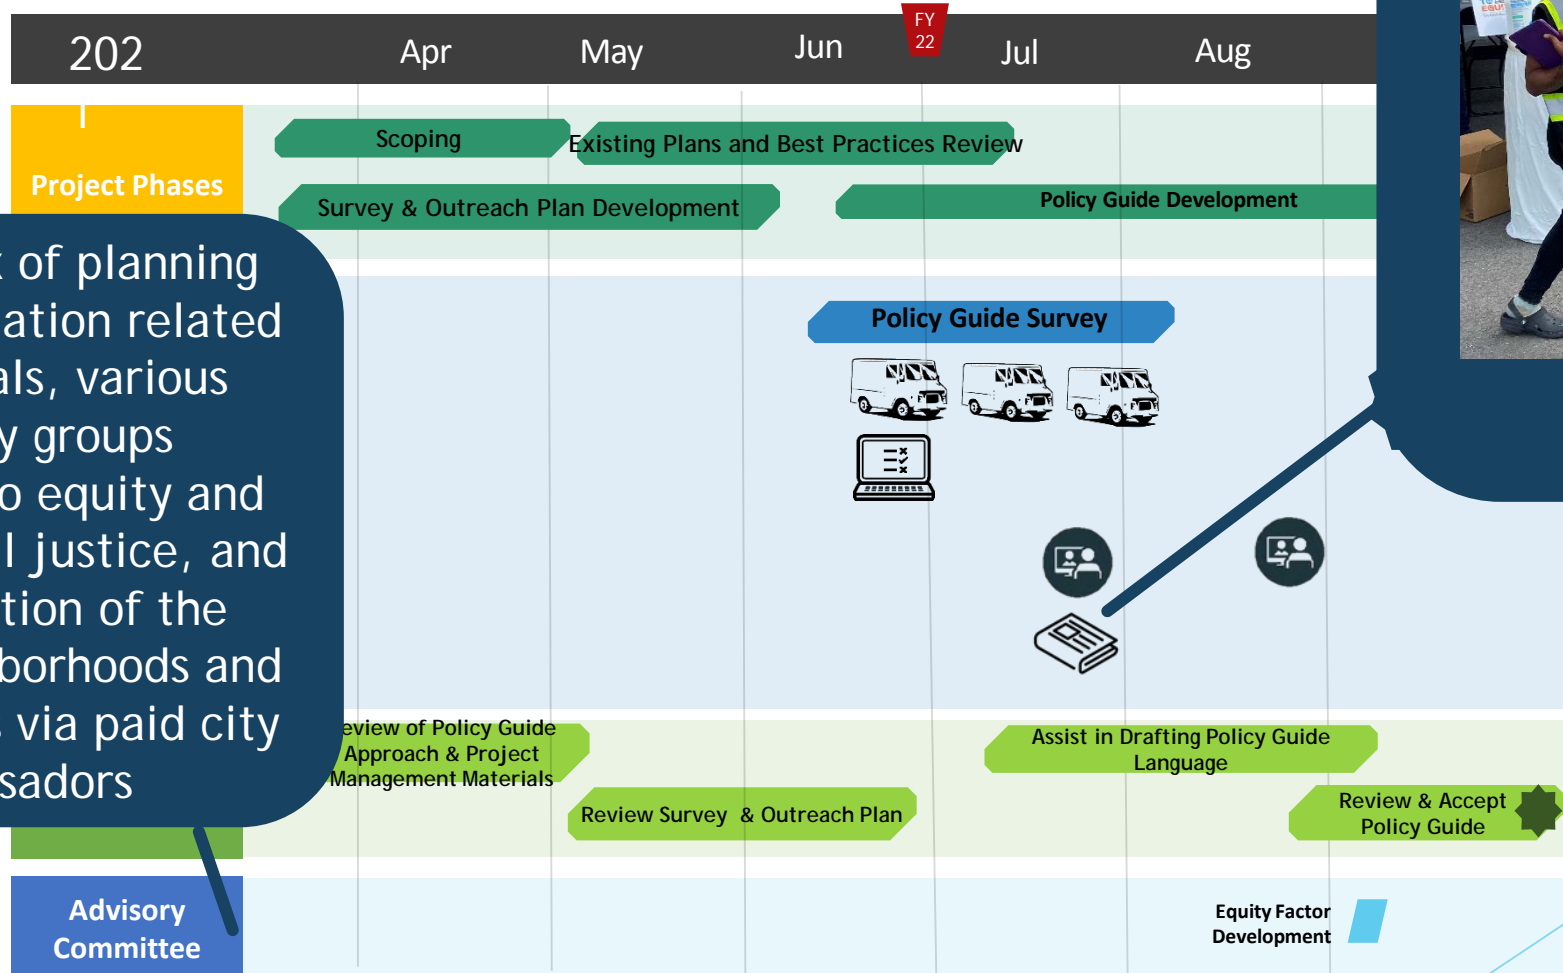 202
Apr
May
Jun
FY
22
Jul
Aug
Project Phases
Scoping
Existing Plans and Best Practices Review
Survey & Outreach Plan Development
Policy Guide Development
of planning
ation related
als, various
y groups
o equity and
l justice, and
tion of the
borhoods and
via paid city
sadors
Policy Guide Survey
eview of Policy Guide
Approach & Project
Management Materials
Review Survey & Outreach Plan
Assist in Drafting Policy Guide
Language
Review & Accept
Policy Guide
Advisory
Committee
Equity Factor
Development